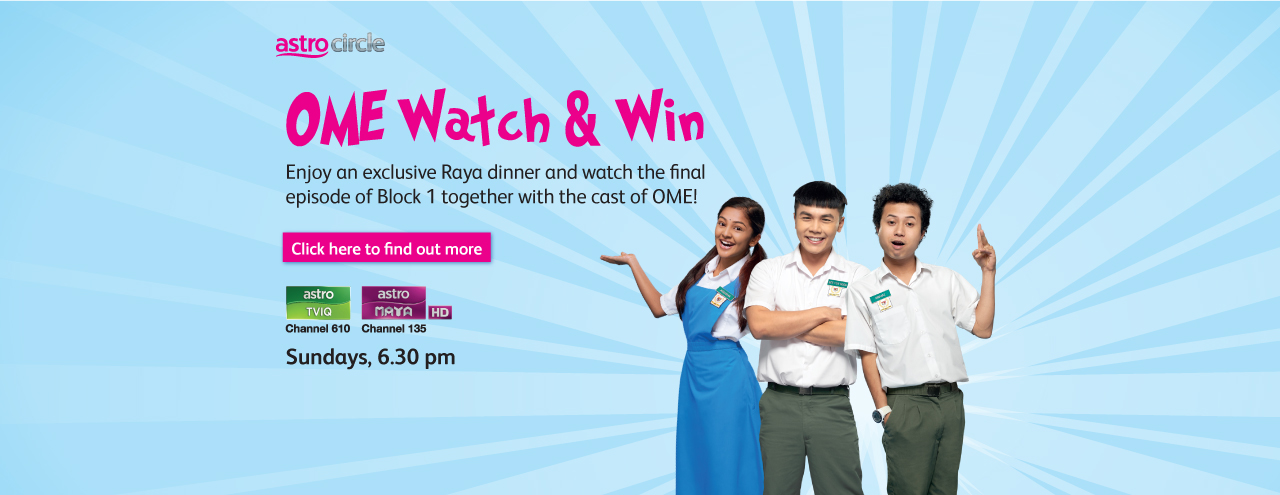 astro circle
OME Watch & Win
Enjoy an exclusive Raya dinner and watch the final
episode of Block 1 together with the cast of OME!
Click here to find out more
astro TVIQ
astro MAYA HD
Channel 610 Channel 135
Sundays, 6.30 pm